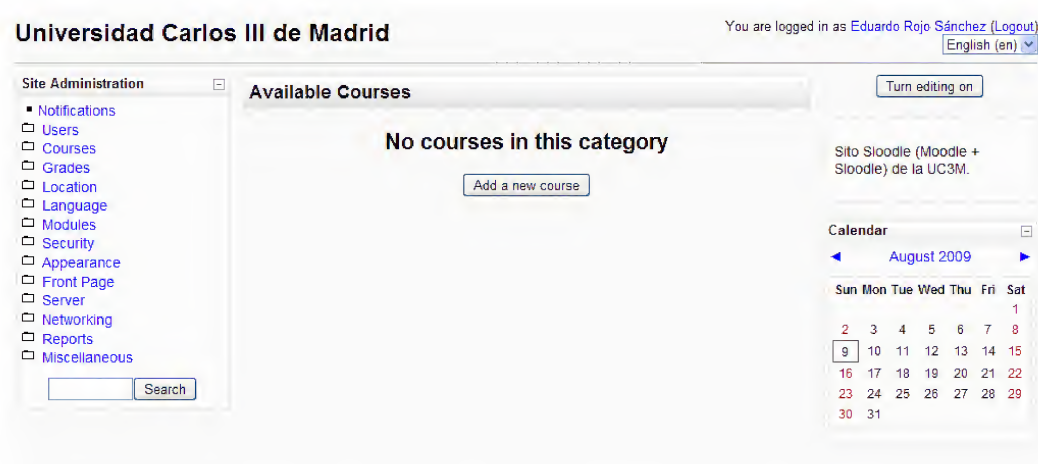 Universidad Carlos III de Madrid
You are logged in as Eduardo Rojo Sánchez (Logout)
English (en)
Site Administration
Notifications
Users
Courses
Grades
Location
Language
Modules
Security
Appearance
Front Page
Server
Networking
Reports
Miscellaneous
Search
Available Courses
No courses in this category
Add a new course
Turn editing on
Sito Sloodle (Moodle +
Sloodle) de la UC3M.
Calendar
August 2009
Sun Mon Tue Wed Thu Fri Sat
1
2 3 4 5 6 7 8
9 10 11 12 13 14 15
16 17 18 19 20 21 22
23 24 25 26 27 28 29
30 31